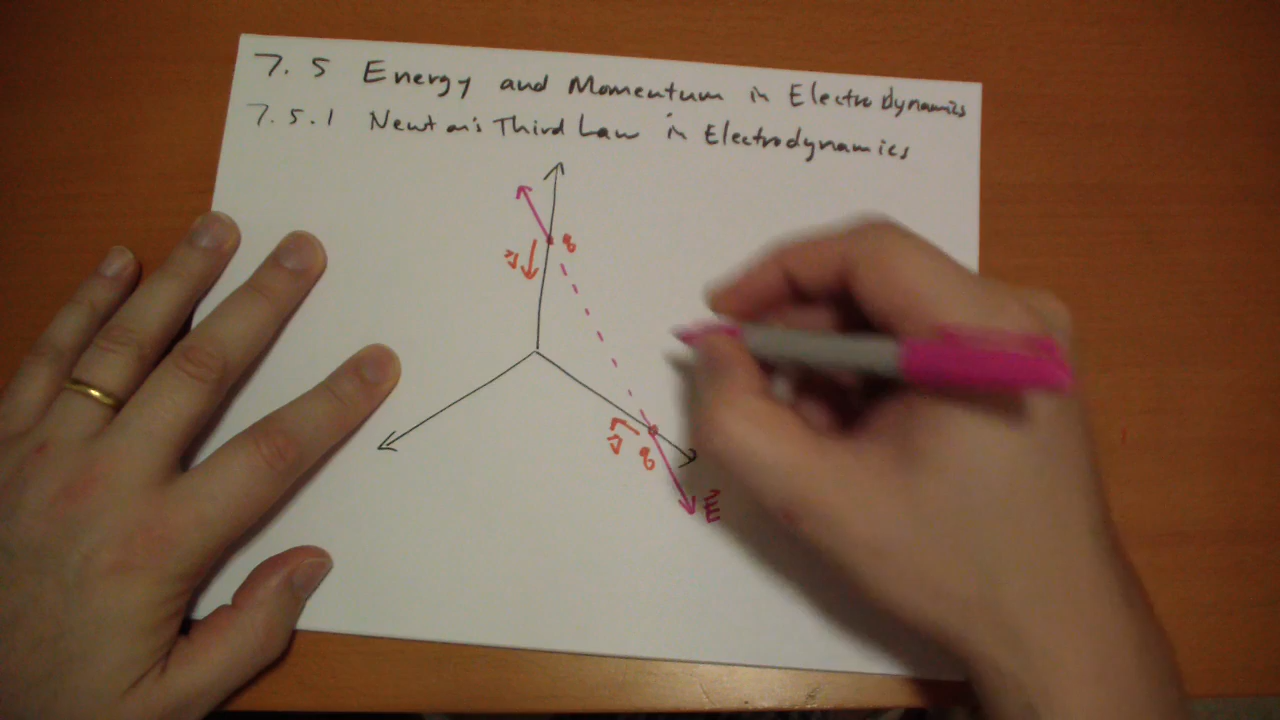 7.5 Energy and Momentum in Electrodynamics
7.5.1 Newton's Third Law in Electrodynamics
q
v
v
q
E